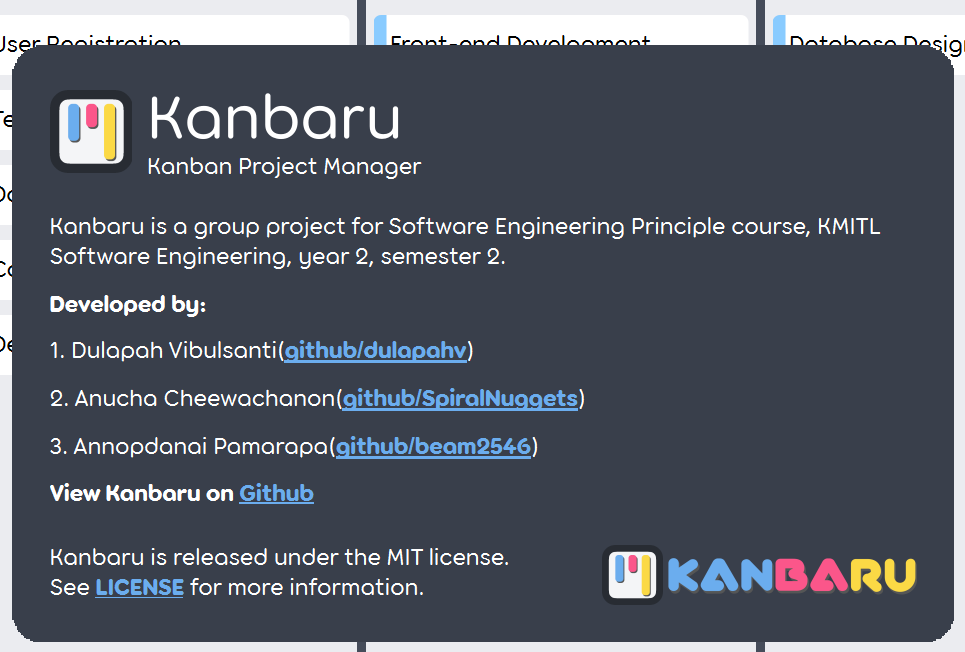 User Registration
Front-end Development
Database Design
Kanbaru
Kanban Project Manager
Kanbaru is a group project for Software Engineering Principle course, KMITL
Software Engineering, year 2, semester 2.
Developed by:
1. Dulapah Vibulsanti(github/dulapahv)
2. Anucha Cheewachanon(github/SpiralNuggets)
3. Annopdanai Pamarapa(github/beam2546)
View Kanbaru on Github
Kanbaru is released under the MIT license.
See LICENSE for more information.
KANBARU